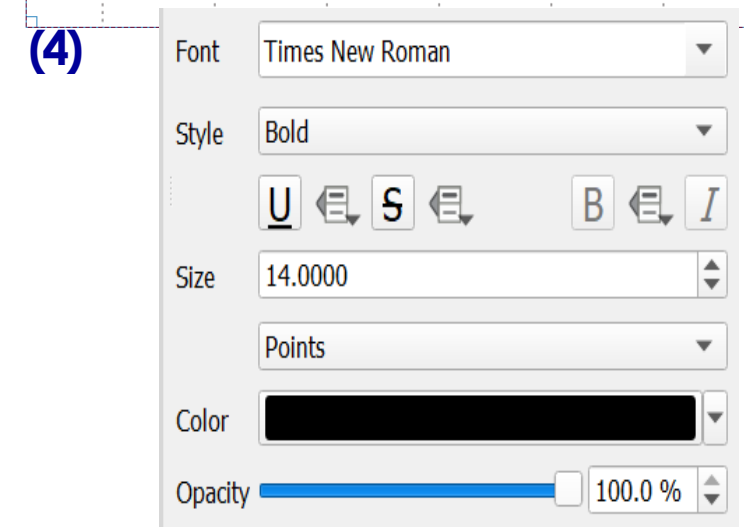 (4)
Font Times New Roman
Style Bold
U S B I
Size 14.0000
Points
Color
Opacity 100.0 %